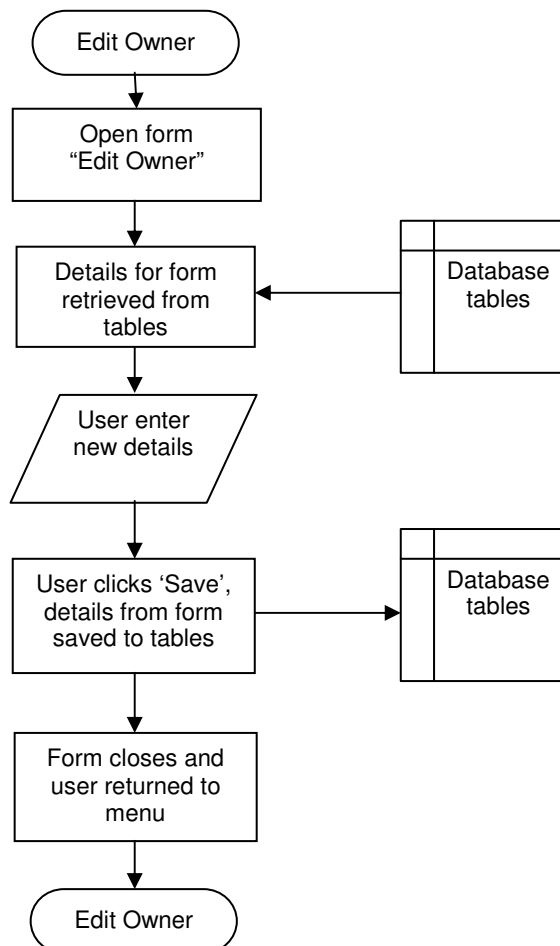 Edit Owner
Open form
“Edit Owner”
Details for form
retrieved from
tables
Database
tables
User enter
new details
User clicks ‘Save’,
details from form
saved to tables
Database
tables
Form closes and
user returned to
menu
Edit Owner